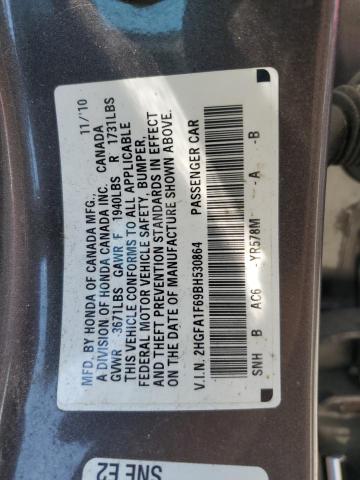 MFD. BY HONDA OF CANADA MFG., 11/'10
A DIVISION OF HONDA CANADA INC. CANADA
GVWR 3671LBS GAWR F 1940LBS R 1731LBS
THIS VEHICLE CONFORMS TO ALL APPLICABLE
FEDERAL MOTOR VEHICLE SAFETY, BUMPER,
AND THEFT PREVENTION STANDARDS IN EFFECT
ON THE DATE OF MANUFACTURE SHOWN ABOVE.
V.I.N. 2HGFA1F69BH530864 PASSENGER CAR
SNH B AC6 -YR578M -A -B
SNE E2